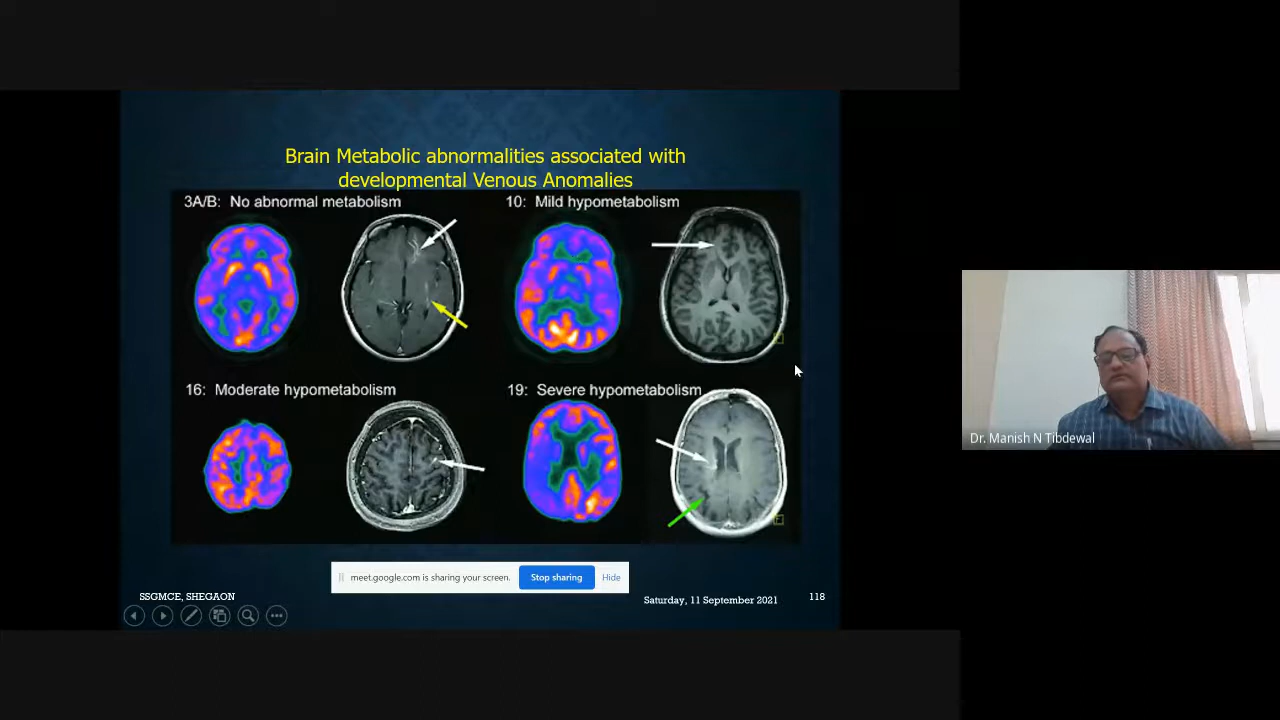 Brain Metabolic abnormalities associated with
developmental Venous Anomalies
3A/B: No abnormal metabolism
10: Mild hypometabolism
16: Moderate hypometabolism
19: Severe hypometabolism
meet.google.com is sharing your screen.
Stop sharing
Hide
SSGMCE, SHEGAON
Saturday, 11 September 2021
118
Dr. Manish N Tibdewal